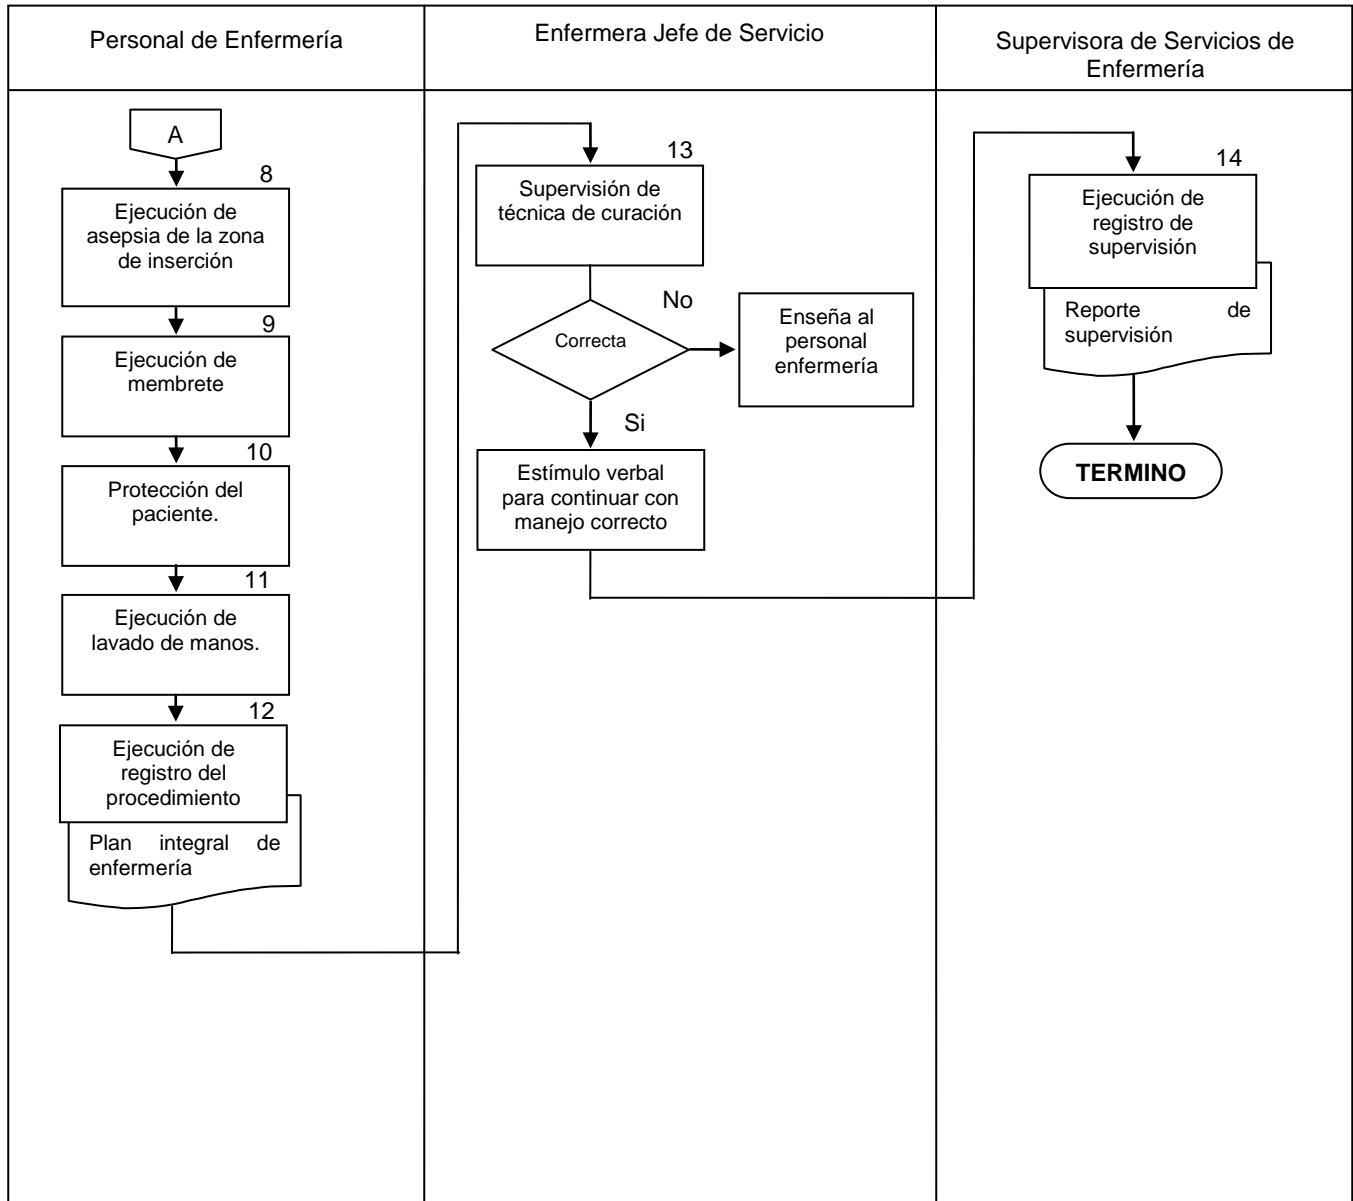 Personal de Enfermería
Enfermera Jefe de Servicio
Supervisora de Servicios de
Enfermería
A
8
Ejecución de
asepsia de la zona
de inserción
9
Ejecución de
membrete
10
Protección del
paciente.
11
Ejecución de
lavado de manos.
12
Ejecución de
registro del
procedimiento
Plan integral de
enfermería
13
Supervisión de
técnica de curación
Correcta
No
Enseña al
personal
enfermería
Si
Estímulo verbal
para continuar con
manejo correcto
14
Ejecución de
registro de
supervisión
Reporte de
supervisión
TERMINO